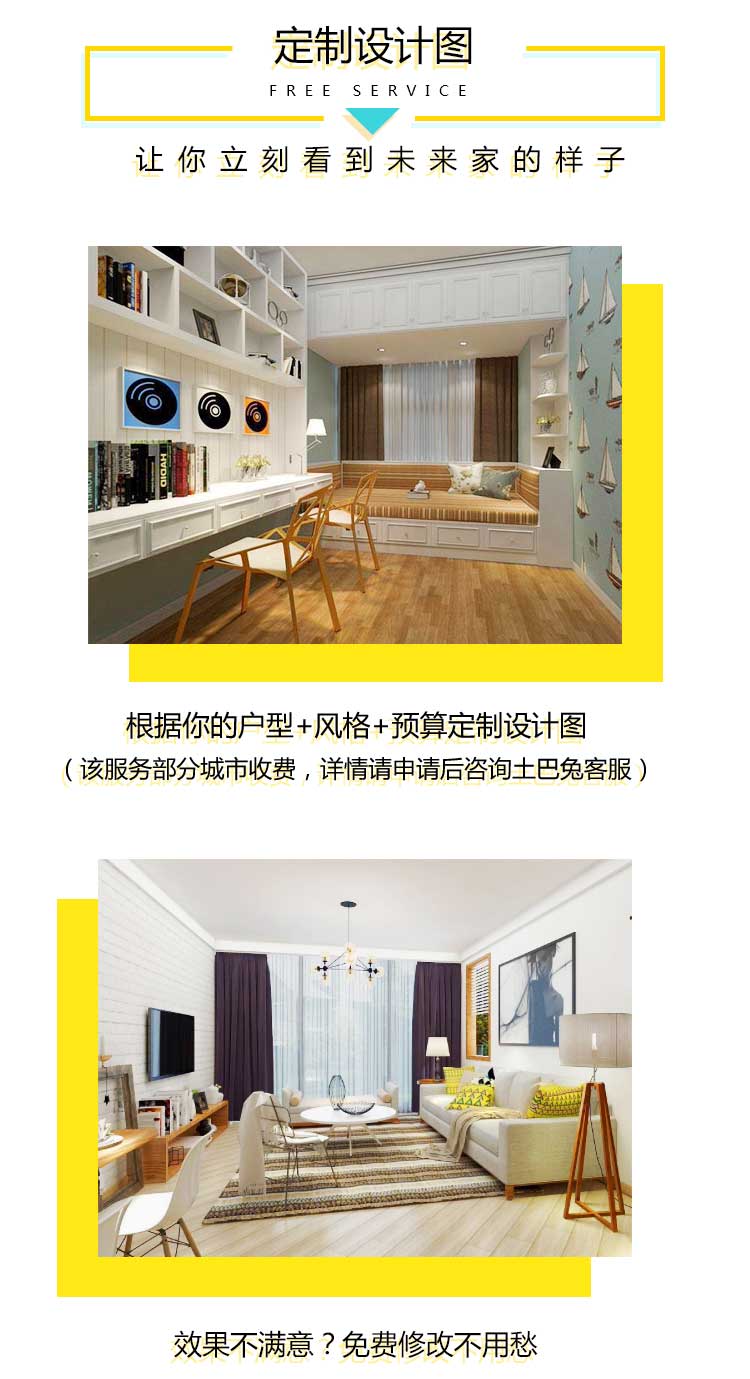 定制设计图
FREE SERVICE
让你立刻看到未来家的样子
HADID
根据你的户型+风格+预算定制设计图
（该服务部分城市收费，详情请申请后咨询土巴兔客服）
效果不满意？免费修改不用愁